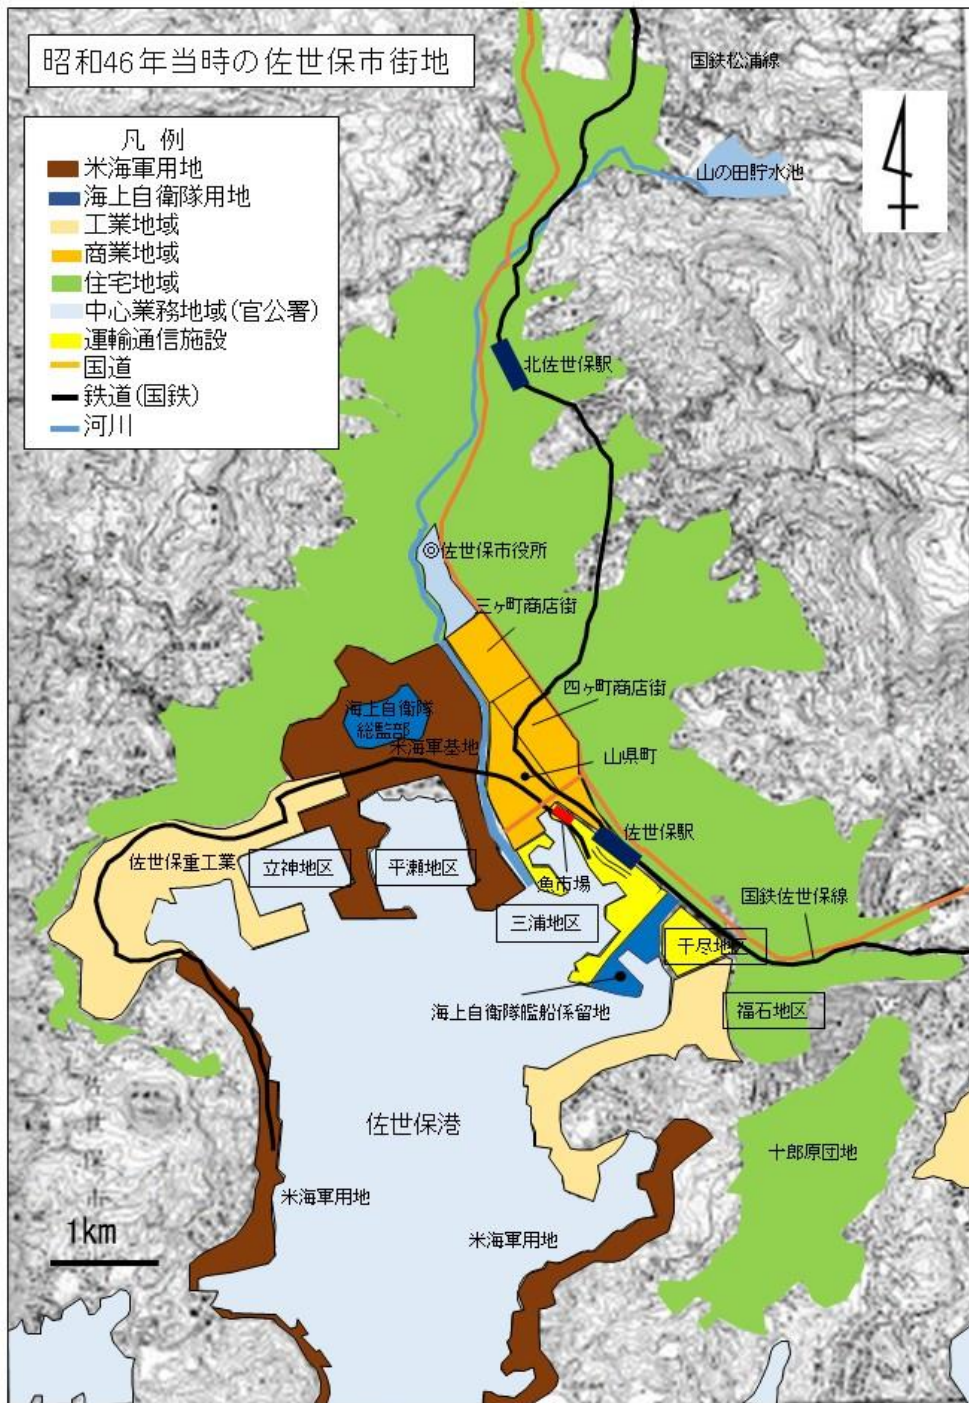 昭和46年当時の佐世保市街地
国鉄松浦線
凡 例
米海軍用地
海上自衛隊用地
工業地域
商業地域
住宅地域
中心業務地域(官公署)
運輸通信施設
国道
鉄道(国鉄)
河川
山の田貯水池
北佐世保駅
◎佐世保市役所
三ヶ町商店街
四ヶ町商店街
海上自衛隊
総監部
米海軍基地
山県町
佐世保駅
佐世保重工業
立神地区
平瀬地区
魚市場
国鉄佐世保線
三浦地区
干尽地区
海上自衛隊艦船係留地
福石地区
佐世保港
十郎原団地
米海軍用地
米海軍用地
1km